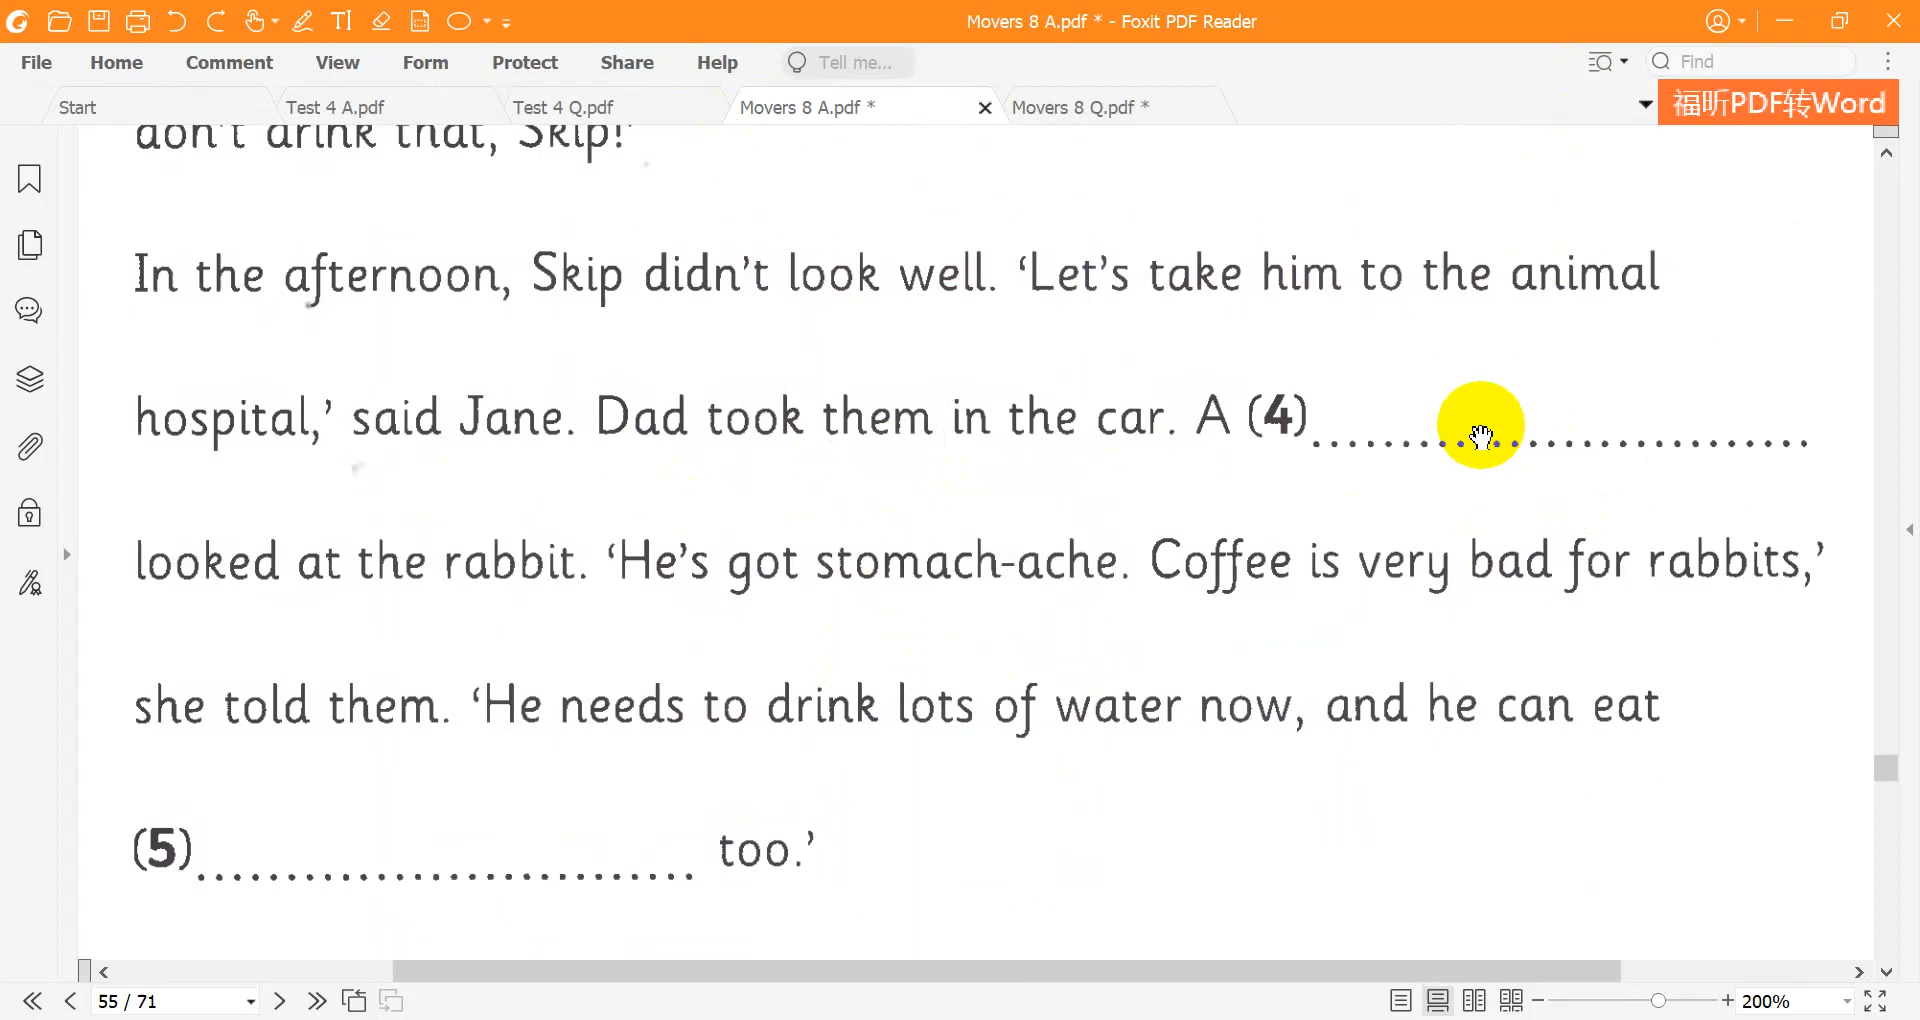 Movers 8 A.pdf * - Foxit PDF Reader
File Home Comment View Form Protect Share Help Tell me... Find
Start Test 4 A.pdf Test 4 Q.pdf Movers 8 A.pdf * Movers 8 Q.pdf * 福昕PDF转Word
don't drink that, Skip!'
In the afternoon, Skip didn't look well. 'Let's take him to the animal
hospital,' said Jane. Dad took them in the car. A (4)..............................
looked at the rabbit. 'He's got stomach-ache. Coffee is very bad for rabbits,'
she told them. 'He needs to drink lots of water now, and he can eat
(5).............................. too.'
55 / 71 200%